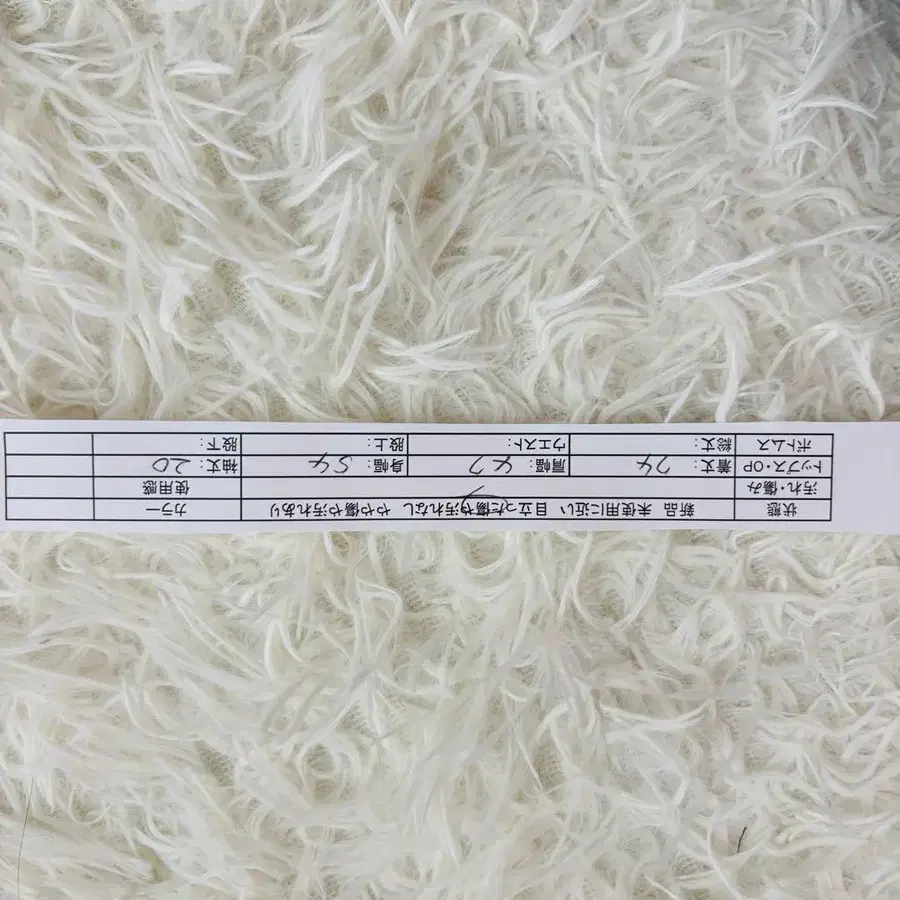 状態 新品 未使用に近い 目立った傷や汚れなし やや傷や汚れあり カラー
汚れ・傷み 使用感
トップス・OP 着丈: 74 肩幅: 47 身幅: 54 袖丈: 20
ボトムス 総丈: ウエスト: 股上: 股下: